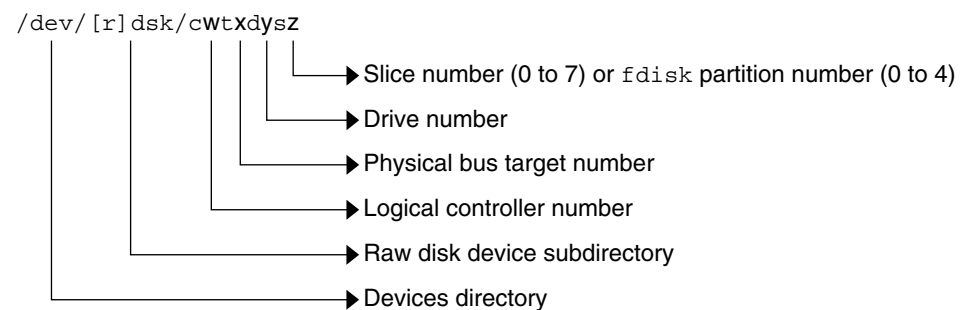 /dev/[r]dsk/cwtxdysz
Slice number (0 to 7) or fdisk partition number (0 to 4)
Drive number
Physical bus target number
Logical controller number
Raw disk device subdirectory
Devices directory